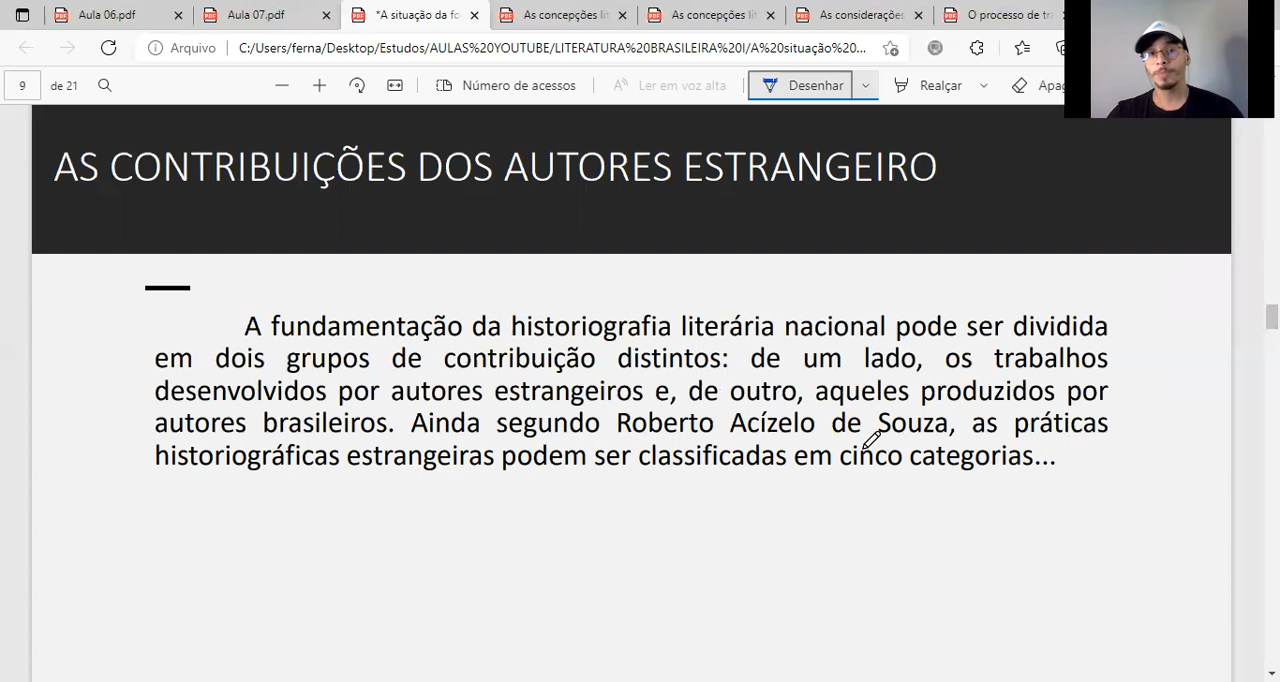 Aula 06.pdf
Aula 07.pdf
*A situação da fo
As concepções lit
As concepções lit
As considerações
O processo de tra
Arquivo
C:/Users/ferna/Desktop/Estudos/AULAS%20YOUTUBE/LITERATURA%20BRASILEIRA%20I/A%20situação%20...
9 de 21
Número de acessos
Ler em voz alta
Desenhar
Realçar
Apag
AS CONTRIBUIÇÕES DOS AUTORES ESTRANGEIRO
A fundamentação da historiografia literária nacional pode ser dividida
em dois grupos de contribuição distintos: de um lado, os trabalhos
desenvolvidos por autores estrangeiros e, de outro, aqueles produzidos por
autores brasileiros. Ainda segundo Roberto Acízelo de Souza, as práticas
historiográficas estrangeiras podem ser classificadas em cinco categorias...